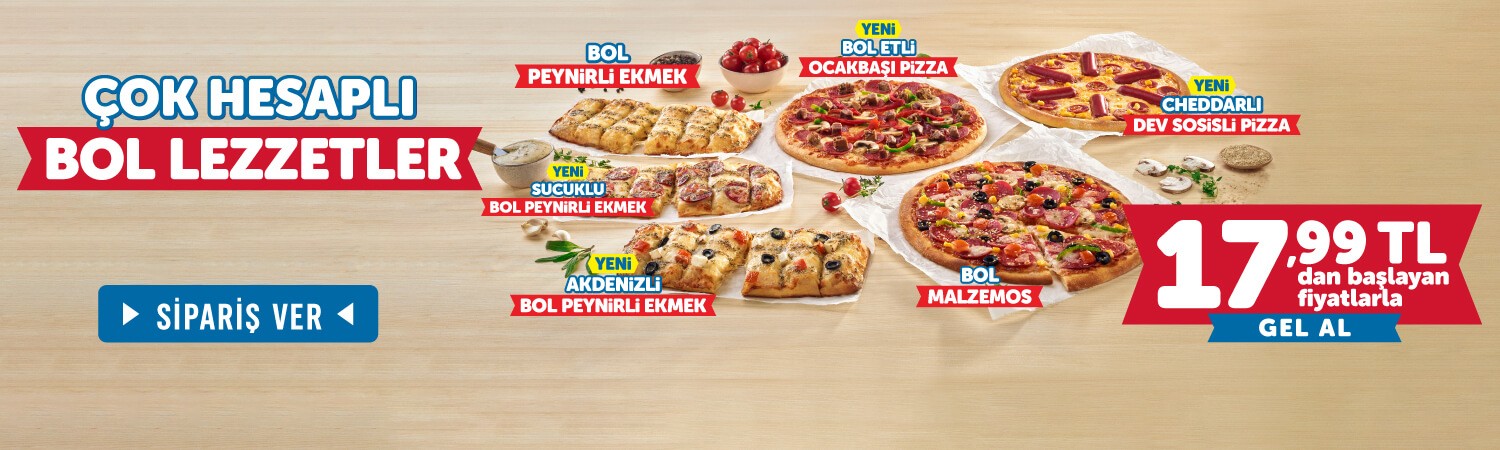 ÇOK HESAPLI
BOL LEZZETLER
SİPARİŞ VER
BOL
PEYNİRLİ EKMEK
YENİ
BOL ETLİ
OCAKBAŞI PİZZA
YENİ
CHEDDARLI
DEV SOSİSLİ PİZZA
YENİ
SUCUKLU
BOL PEYNİRLİ EKMEK
YENİ
AKDENİZLİ
BOL PEYNİRLİ EKMEK
BOL
MALZEMOS
17,99 TL
dan başlayan
fiyatlarla
GEL AL